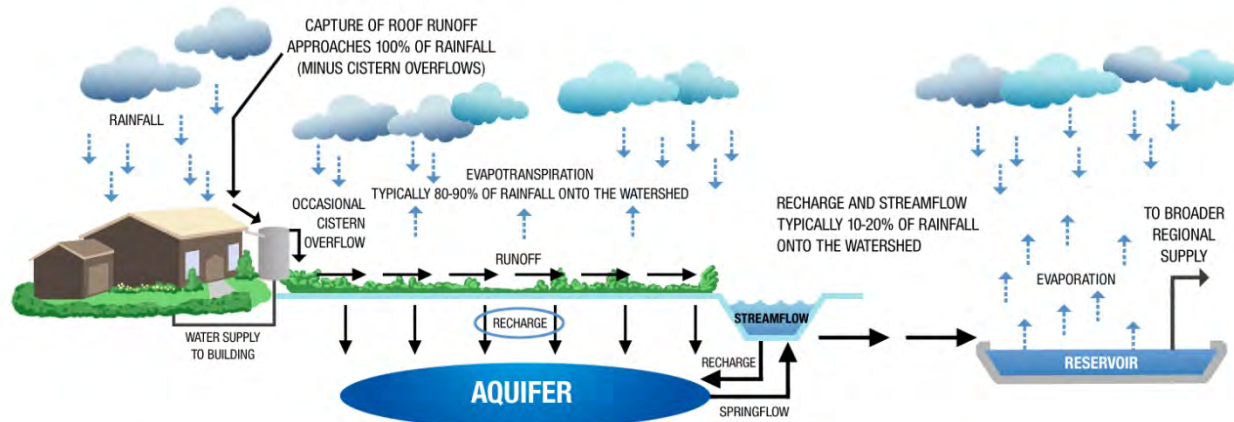 CAPTURE OF ROOF RUNOFF
APPROACHES 100% OF RAINFALL
(MINUS CISTERN OVERFLOWS)
RAINFALL
EVAPOTRANSPIRATION
TYPICALLY 80-90% OF RAINFALL ONTO THE WATERSHED
OCCASIONAL
CISTERN
OVERFLOW
RUNOFF
RECHARGE AND STREAMFLOW
TYPICALLY 10-20% OF RAINFALL
ONTO THE WATERSHED
TO BROADER
REGIONAL
SUPPLY
EVAPORATION
WATER SUPPLY
TO BUILDING
RECHARGE
STREAMFLOW
RECHARGE
AQUIFER
SPRINGFLOW
RESERVOIR